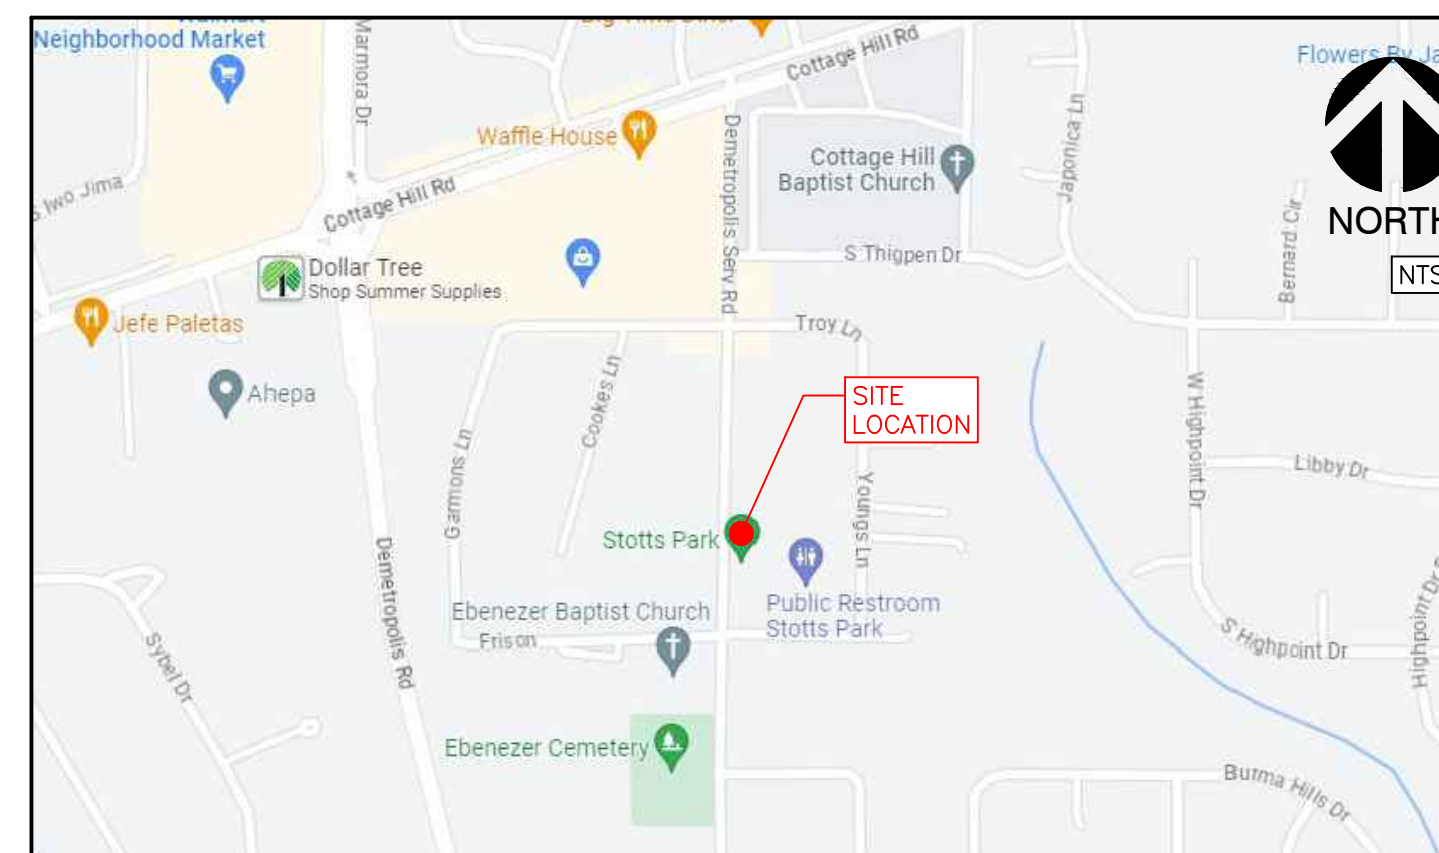 Neighborhood Market
Marmora Dr
Cottage Hill Rd
Flowers By Ja
Waffle House
Demetropolis Serv Rd
Cottage Hill
Baptist Church
Japonica Ln
NORTH
NTS
S Iwo Jima
Cottage Hill Rd
S Thigpen Dr
Bernard Cir
Dollar Tree
Shop Summer Supplies
Jefe Paletas
Troy Ln
Ahepa
Cookes Ln
SITE
LOCATION
W Highpoint Dr
Garmons Ln
Libby Dr
Youngs Ln
Stotts Park
Demetropolis Rd
Public Restroom
Stotts Park
Ebenezer Baptist Church
Frison
S Highpoint Dr
Highpoint Dr
Sybel Dr
Ebenezer Cemetery
Burma Hills Dr